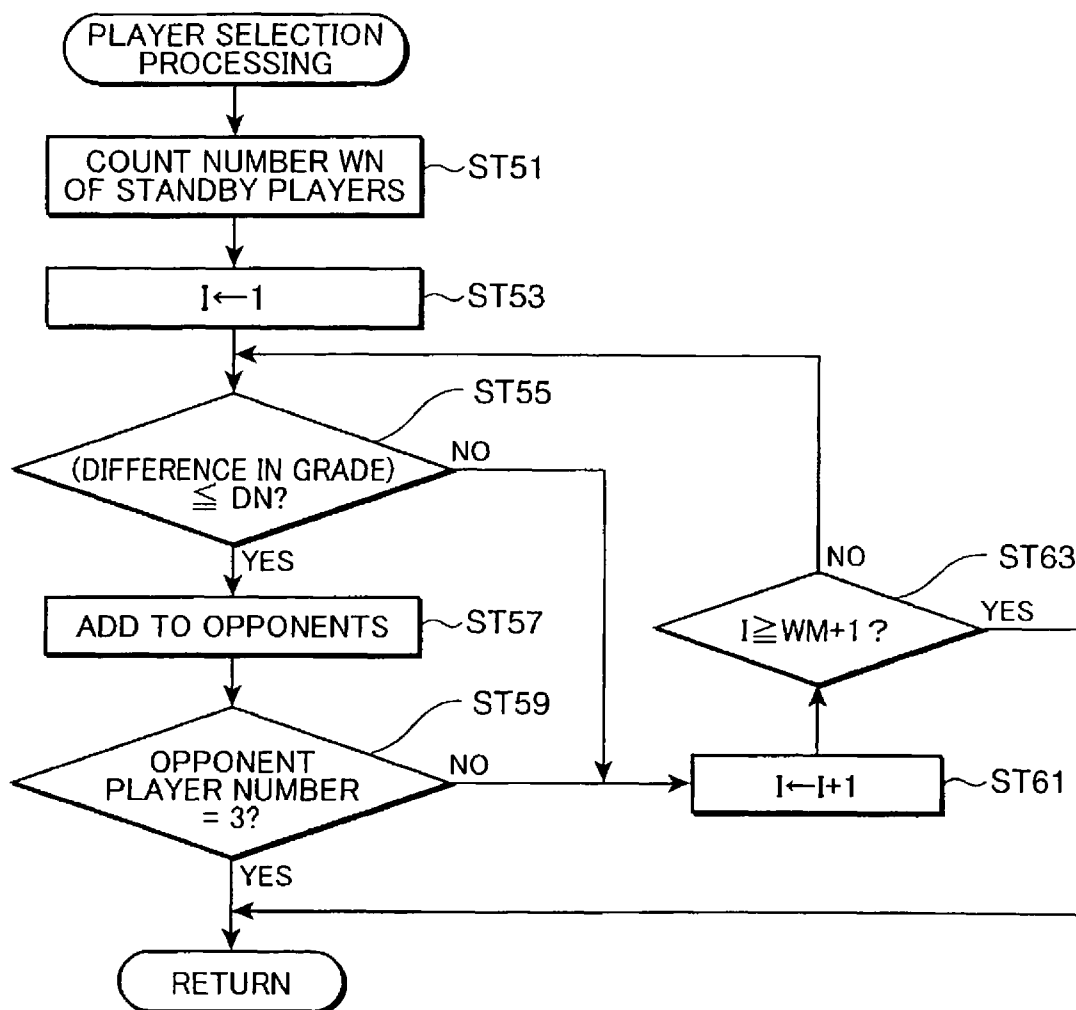 PLAYER SELECTION
PROCESSING
COUNT NUMBER WN
OF STANDBY PLAYERS
ST51
I←1
ST53
ST55
(DIFFERENCE IN GRADE)
≦ DN?
NO
YES
ADD TO OPPONENTS
ST57
ST59
OPPONENT
PLAYER NUMBER
= 3?
NO
YES
I←I+1
ST61
ST63
I≧WM+1?
NO
YES
RETURN